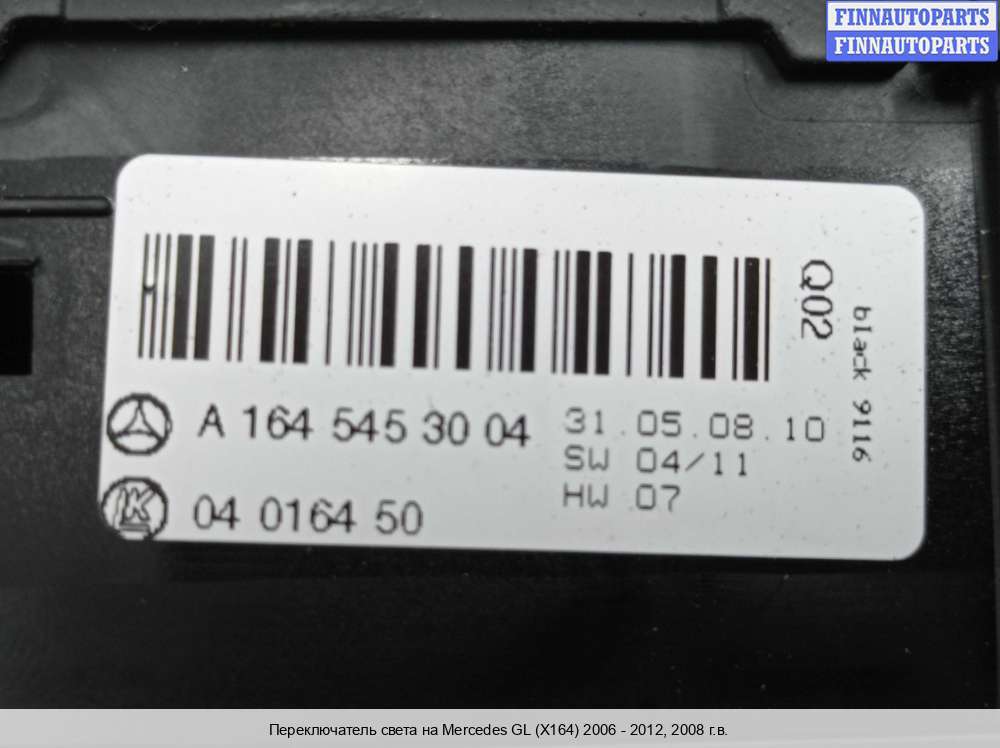 FINNAUTOPARTS
FINNAUTOPARTS
Q02
black 9116
A 164 545 30 04
31.05.08.10
SW 04/11
HW 07
04 0164 50
Переключатель света на Mercedes GL (X164) 2006 - 2012, 2008 г.в.